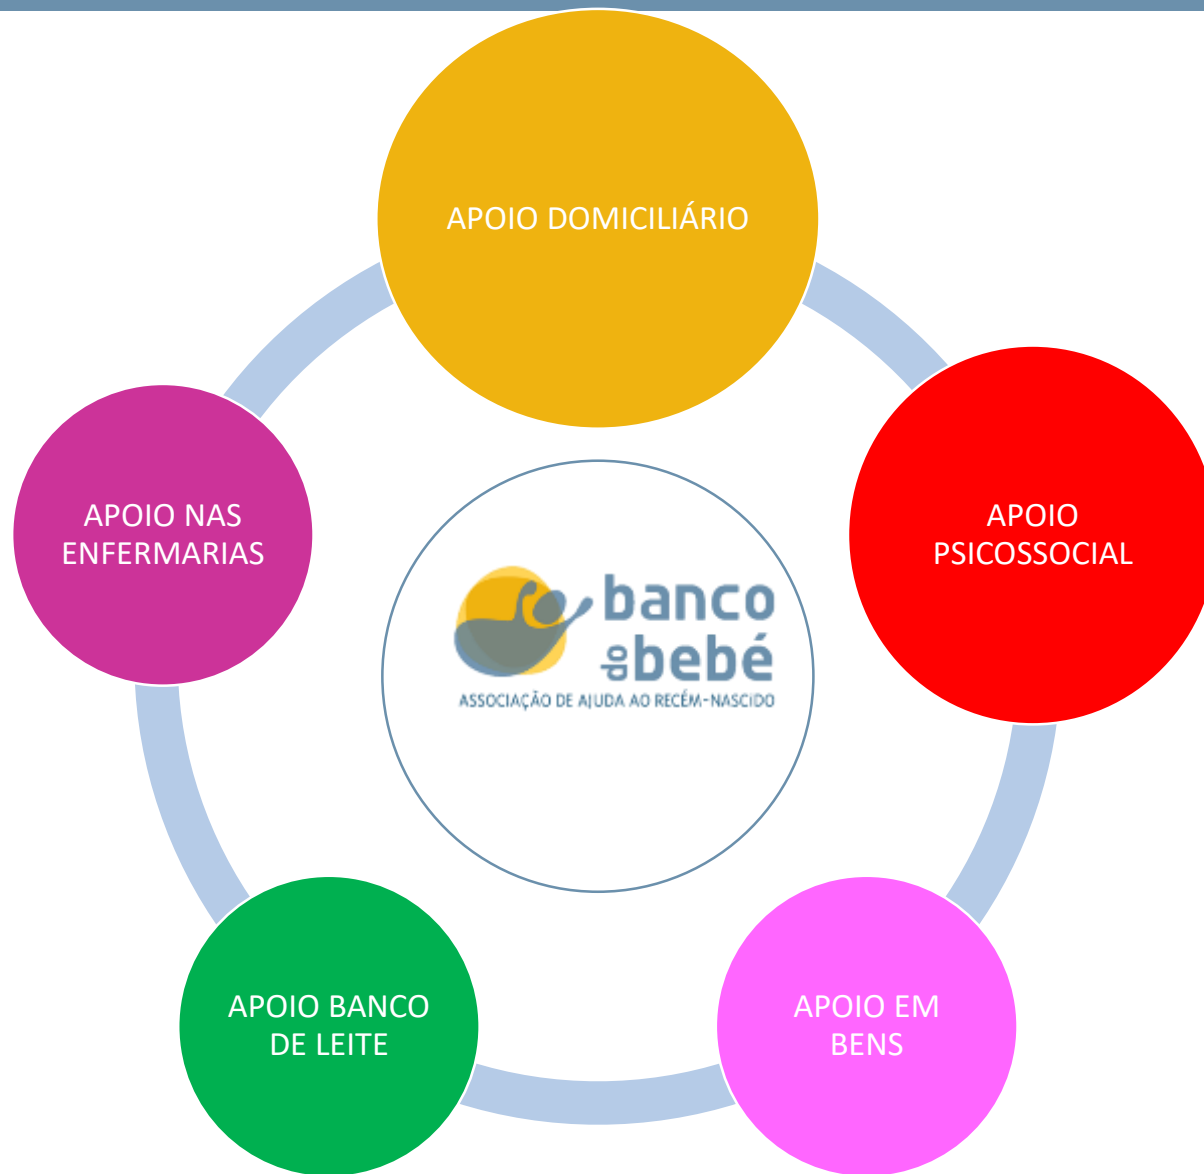 APOIO DOMICILIÁRIO
APOIO
PSICOSSOCIAL
APOIO EM
BENS
APOIO BANCO
DE LEITE
APOIO NAS
ENFERMARIAS
banco
do bebé
ASSOCIAÇÃO DE AJUDA AO RECÉM-NASCIDO